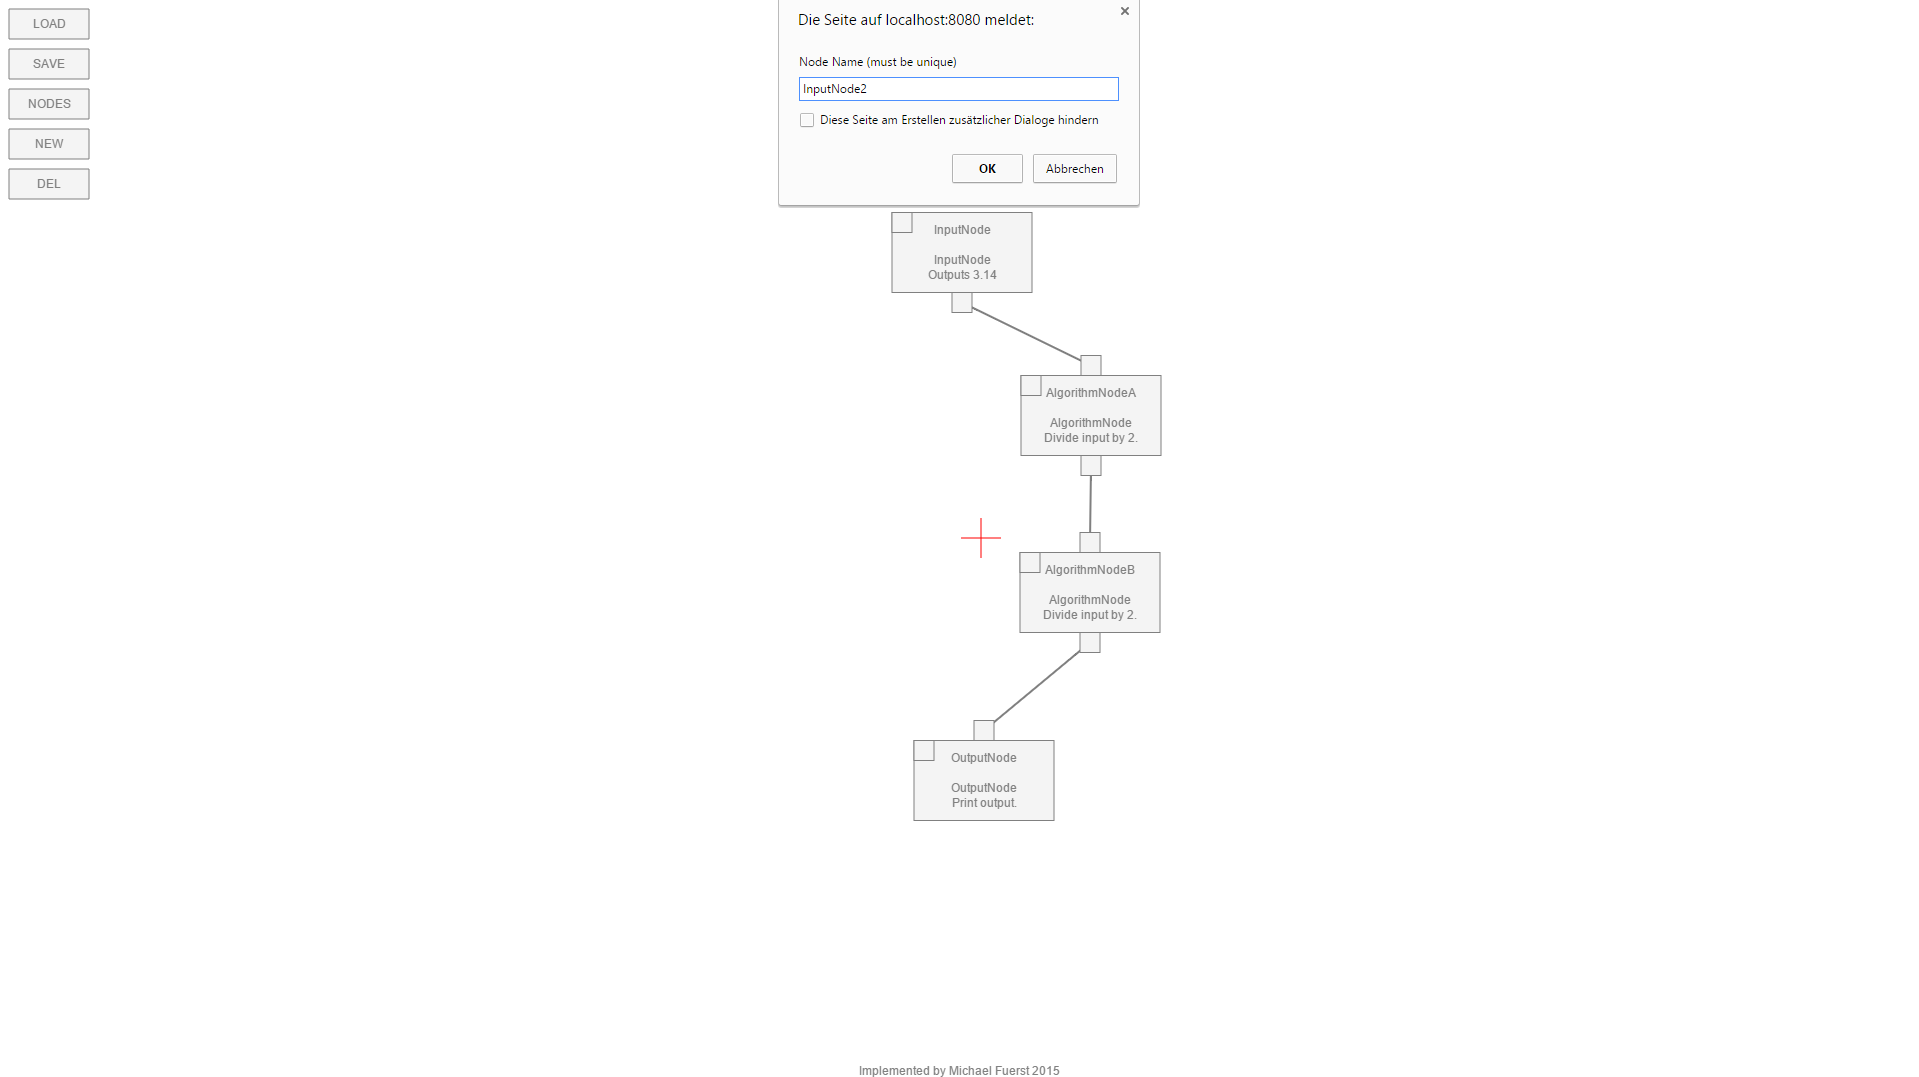 LOAD
SAVE
NODES
NEW
DEL
Die Seite auf localhost:8080 meldet:
Node Name (must be unique)
InputNode2
Diese Seite am Erstellen zusätzlicher Dialoge hindern
OK
Abbrechen
InputNode
InputNode
Outputs 3.14
AlgorithmNodeA
AlgorithmNode
Divide input by 2.
AlgorithmNodeB
AlgorithmNode
Divide input by 2.
OutputNode
OutputNode
Print output.
Implemented by Michael Fuerst 2015